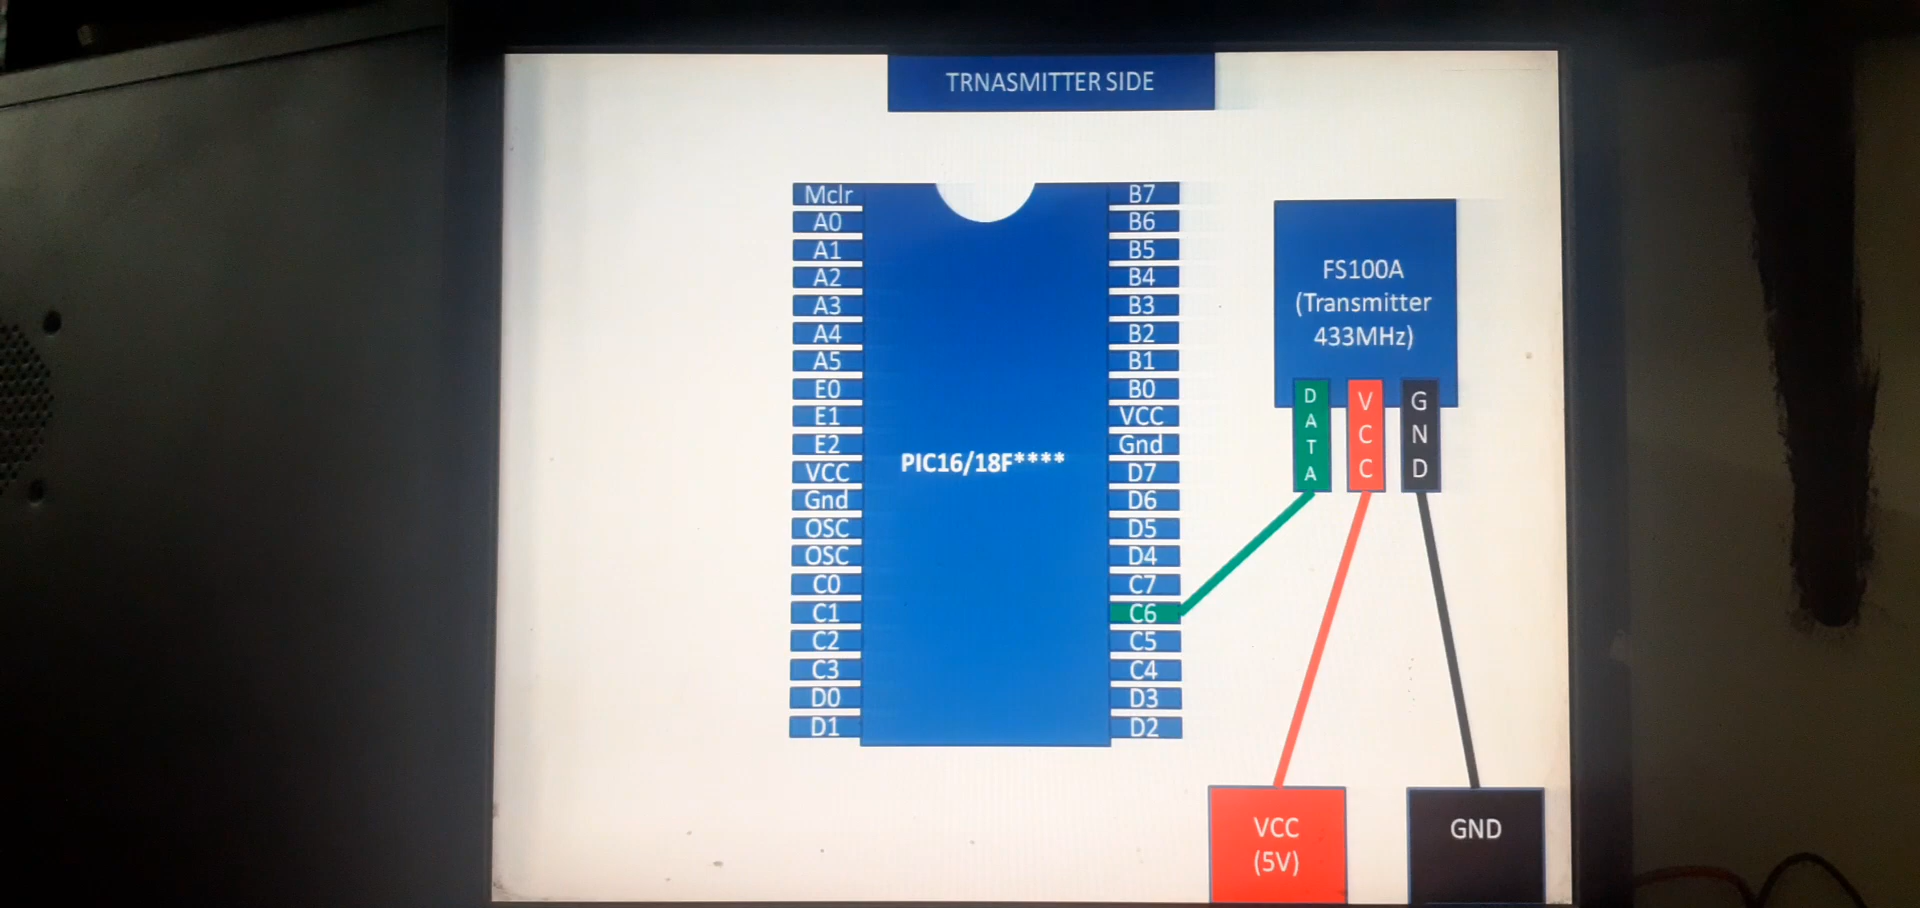 TRNASMITTER SIDE
Mclr
A0
A1
A2
A3
A4
A5
E0
E1
E2
VCC
Gnd
OSC
OSC
C0
C1
C2
C3
D0
D1
PIC16/18F****
B7
B6
B5
B4
B3
B2
B1
B0
VCC
Gnd
D7
D6
D5
D4
C7
C6
C5
C4
D3
D2
FS100A
(Transmitter
433MHz)
DATA
VCC
GND
VCC
(5V)
GND